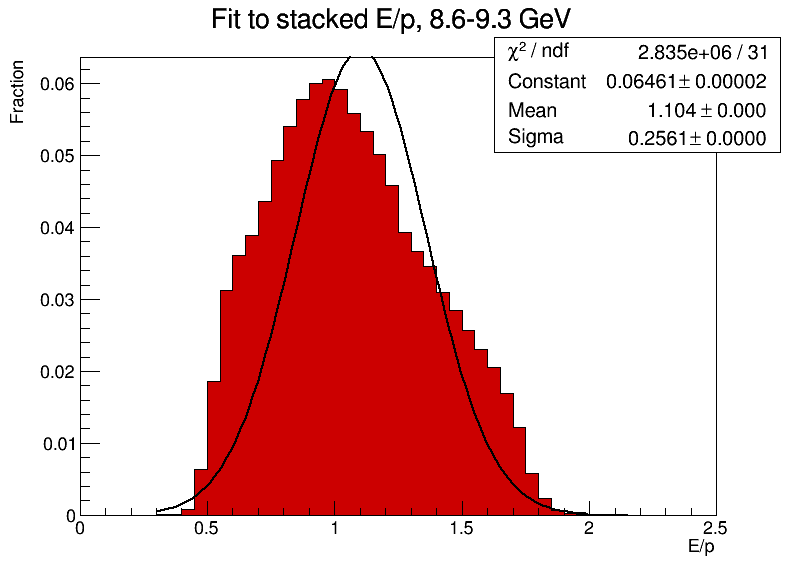 Fit to stacked E/p, 8.6-9.3 GeV
χ² / ndf 2.835e+06 / 31
Constant 0.06461± 0.00002
Mean 1.104 ± 0.000
Sigma 0.2561± 0.0000
Fraction
0.06
0.05
0.04
0.03
0.02
0.01
0
0 0.5 1 1.5 2 2.5
E/p